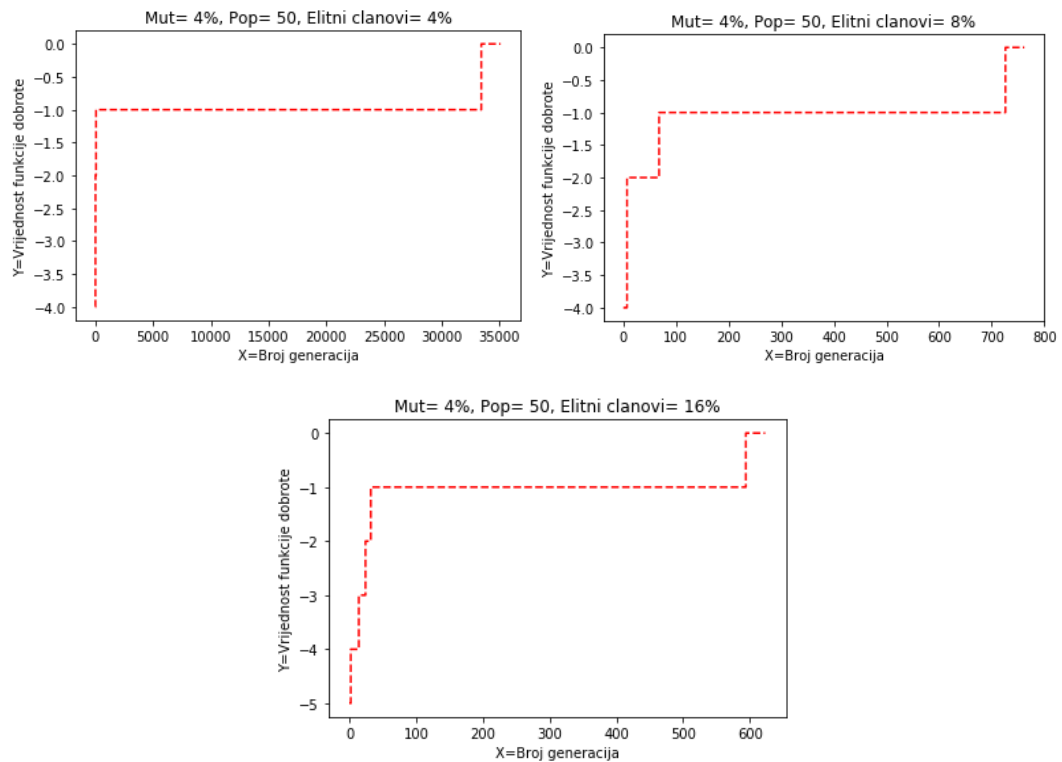 Mut= 4%, Pop= 50, Elitni clanovi= 4%
0.0
−0.5
−1.0
−1.5
−2.0
−2.5
−3.0
−3.5
−4.0
Y=Vrijednost funkcije dobrote
0 5000 10000 15000 20000 25000 30000 35000
X=Broj generacija
Mut= 4%, Pop= 50, Elitni clanovi= 8%
0.0
−0.5
−1.0
−1.5
−2.0
−2.5
−3.0
−3.5
−4.0
Y=Vrijednost funkcije dobrote
0 100 200 300 400 500 600 700 800
X=Broj generacija
Mut= 4%, Pop= 50, Elitni clanovi= 16%
0
−1
−2
−3
−4
−5
Y=Vrijednost funkcije dobrote
0 100 200 300 400 500 600
X=Broj generacija